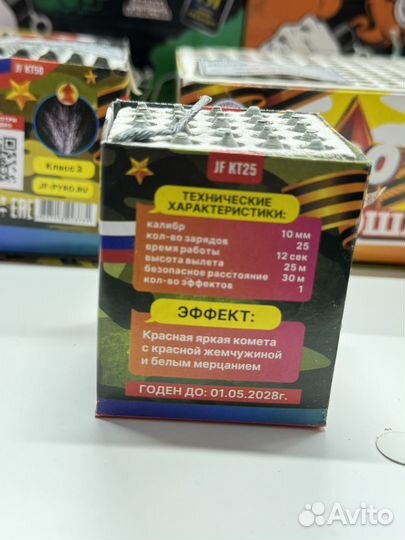 JF KT50
Класс 3
JF-PYRO.RU
EAC
JF KT25
ТЕХНИЧЕСКИЕ
ХАРАКТЕРИСТИКИ:
калибр 10 мм
кол-во зарядов 25
время работы 12 сек
высота вылета 25 м
безопасное расстояние 30 м
кол-во эффектов 1
ЭФФЕКТ:
Красная яркая комета
с красной жемчужиной
и белым мерцанием
ГОДЕН ДО: 01.05.2028г.
Avito